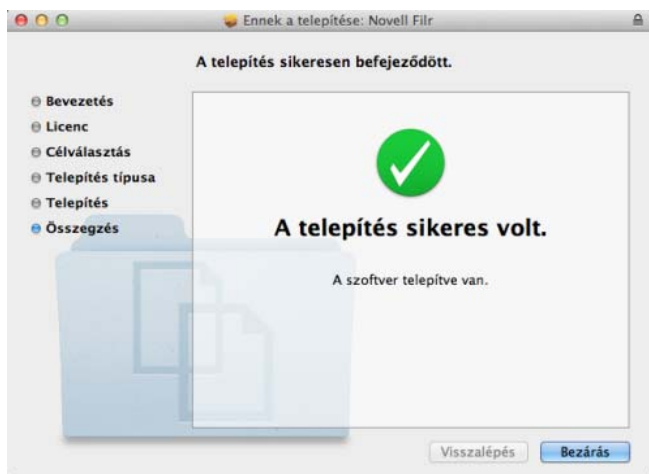 Ennek a telepítése: Novell Filr
A telepítés sikeresen befejeződött.
Bevezetés
Licenc
Célválasztás
Telepítés típusa
Telepítés
Összegzés
A telepítés sikeres volt.
A szoftver telepítve van.
Visszalépés
Bezárás